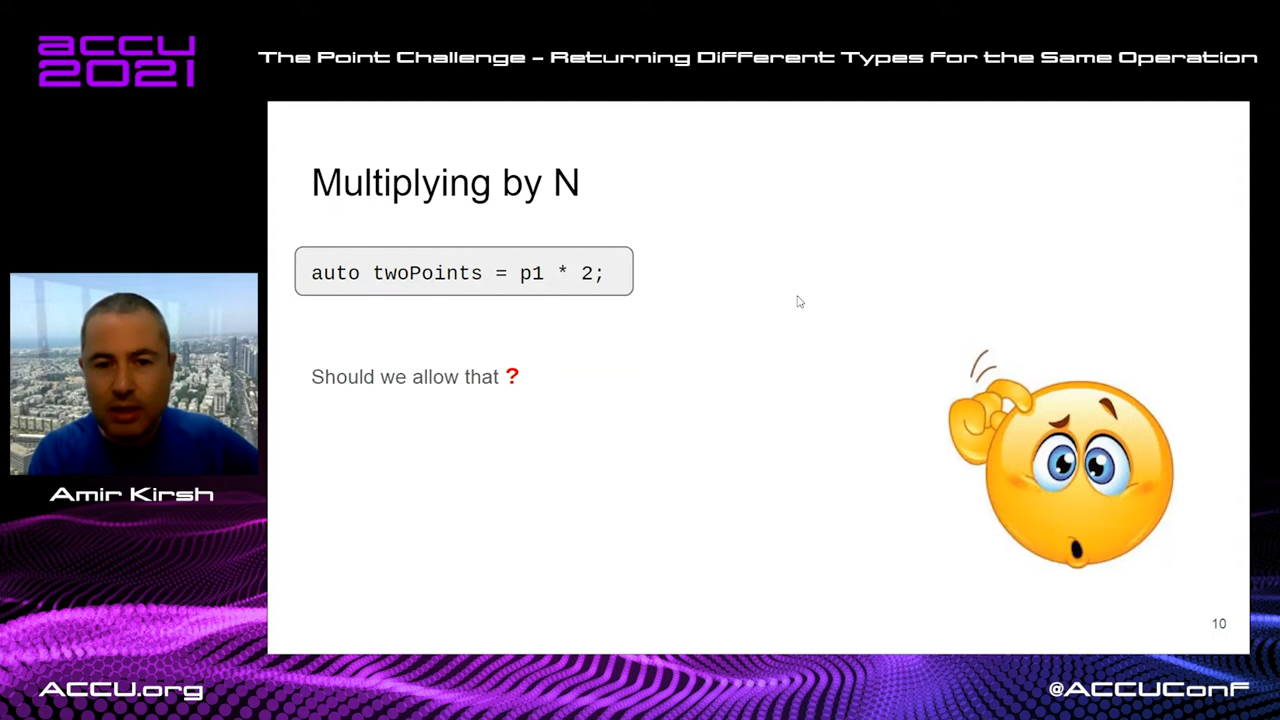 accu
2021
The Point Challenge – Returning Different Types for the Same Operation
Multiplying by N
auto twoPoints = p1 * 2;
Should we allow that ?
Amir Kirsh
10
ACCU.org
@ACCUConf